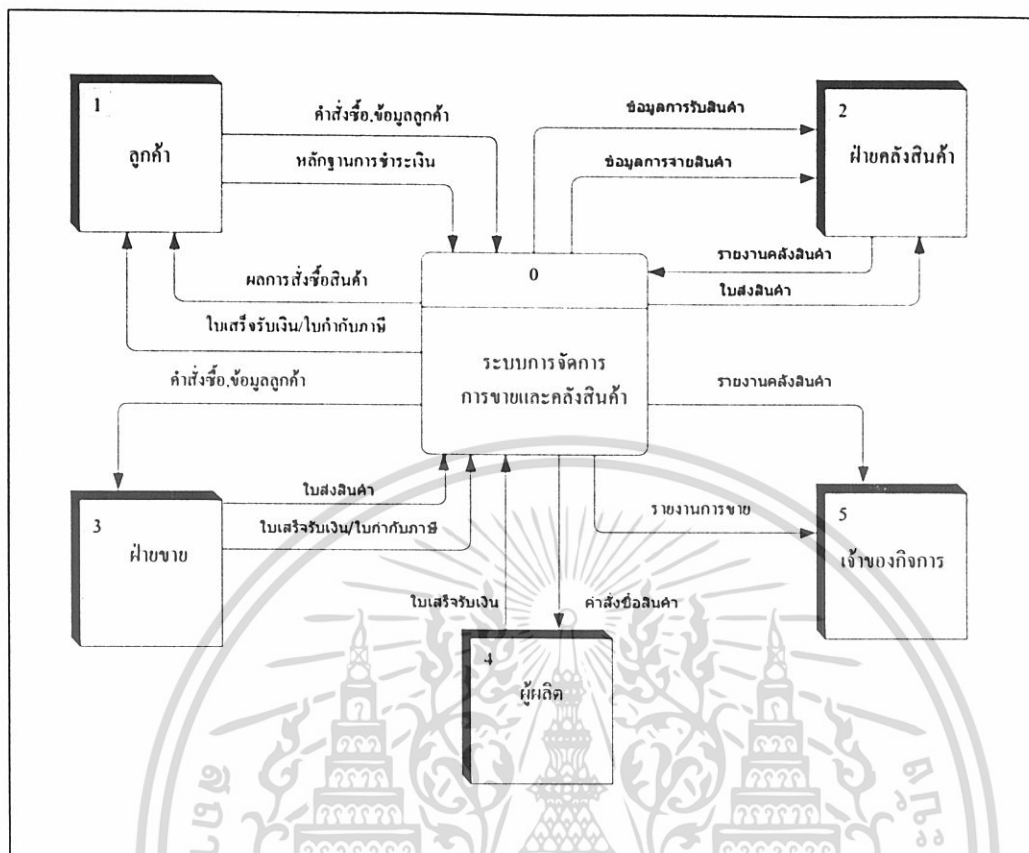 1
ลูกค้า
คำสั่งซื้อ,ข้อมูลลูกค้า
หลักฐานการชำระเงิน
ข้อมูลการรับสินค้า
ข้อมูลการจ่ายสินค้า
2
ฝ่ายคลังสินค้า
ผลการสั่งซื้อสินค้า
ใบเสร็จรับเงิน/ใบกำกับภาษี
0
ระบบการจัดการ
การขายและคลังสินค้า
รายงานคลังสินค้า
ใบส่งสินค้า
คำสั่งซื้อ,ข้อมูลลูกค้า
รายงานคลังสินค้า
3
ฝ่ายขาย
ใบส่งสินค้า
ใบเสร็จรับเงิน/ใบกำกับภาษี
รายงานการขาย
5
เจ้าของกิจการ
ใบเสร็จรับเงิน
คำสั่งซื้อสินค้า
4
ผู้ผลิต